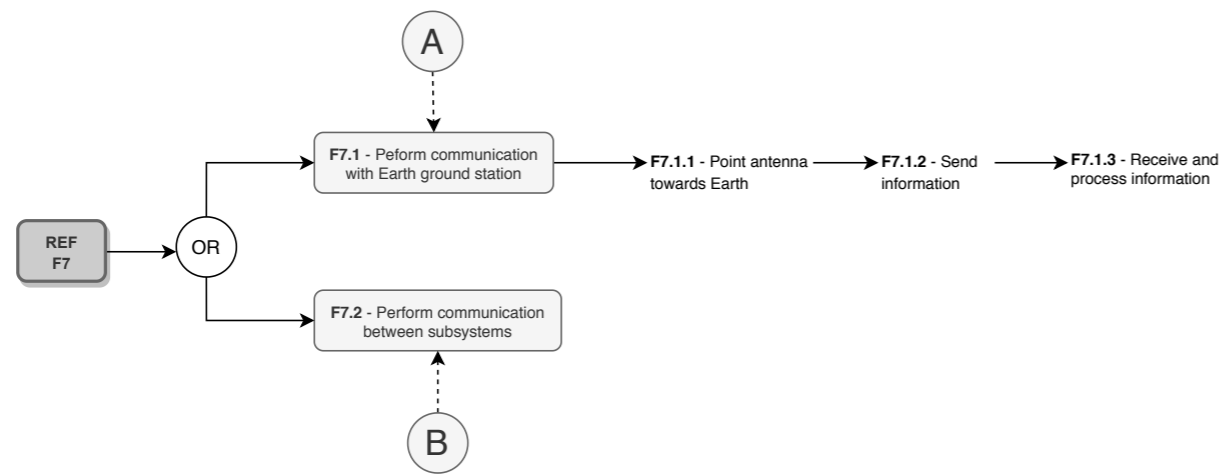 A
F7.1 - Peform communication
with Earth ground station
F7.1.1 - Point antenna
towards Earth
F7.1.2 - Send
information
F7.1.3 - Receive and
process information
REF
F7
OR
F7.2 - Perform communication
between subsystems
B